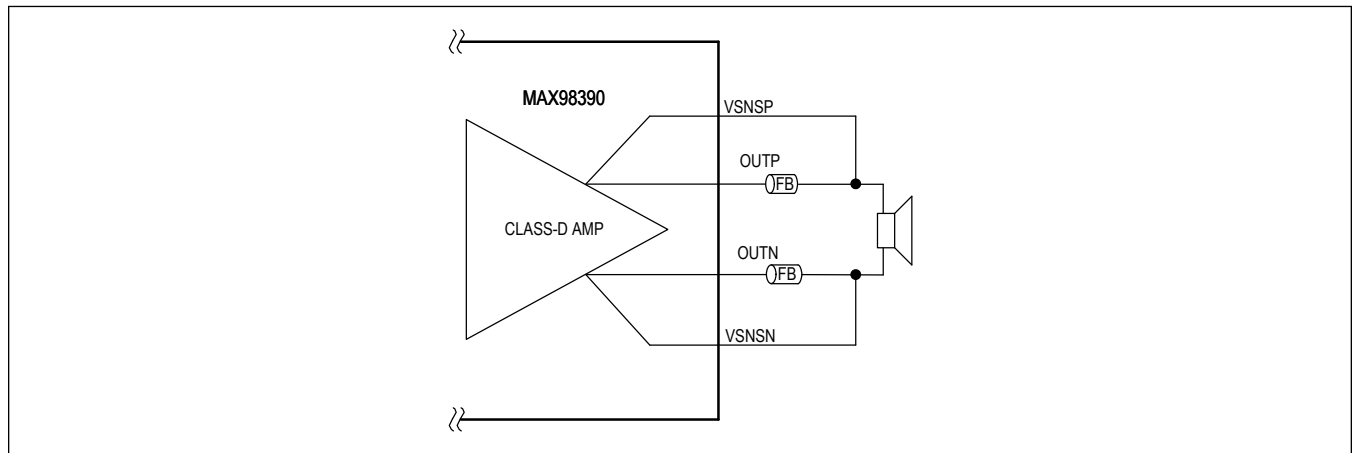 MAX98390
VSNSP
OUTP
FB
CLASS-D AMP
OUTN
FB
VSNSN